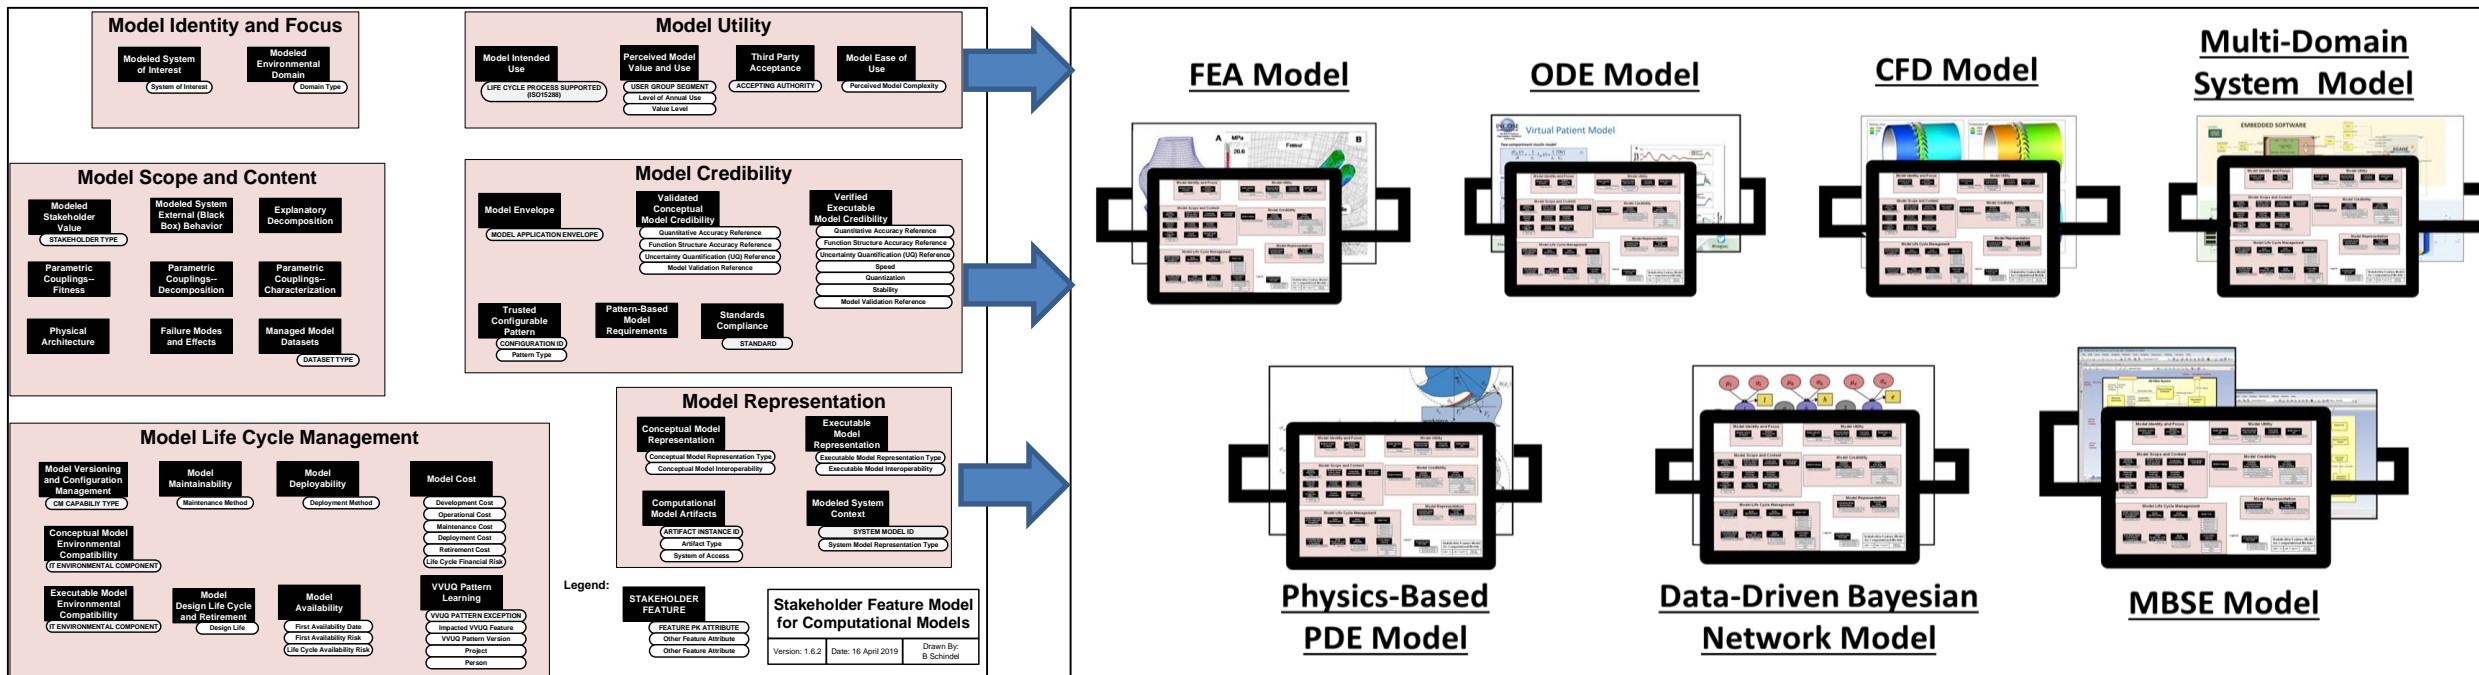 Model Identity and Focus
Modeled System
of Interest
System of Interest
Modeled
Environmental
Domain
Domain Type
Model Utility
Model Intended
Use
LIFE CYCLE PROCESS SUPPORTED
(ISO15288)
Perceived Model
Value and Use
USER GROUP SEGMENT
Level of Annual Use
Value Level
Third Party
Acceptance
ACCEPTING AUTHORITY
Model Ease of
Use
Perceived Model Complexity
Model Scope and Content
Modeled
Stakeholder
Value
STAKEHOLDER TYPE
Modeled System
External (Black
Box) Behavior
Explanatory
Decomposition
Parametric
Couplings--
Fitness
Parametric
Couplings--
Decomposition
Parametric
Couplings--
Characterization
Physical
Architecture
Failure Modes
and Effects
Managed Model
Datasets
DATASET TYPE
Model Credibility
Model Envelope
MODEL APPLICATION ENVELOPE
Validated
Conceptual
Model Credibility
Quantitative Accuracy Reference
Function Structure Accuracy Reference
Uncertainty Quantification (UQ) Reference
Model Validation Reference
Verified
Executable
Model Credibility
Quantitative Accuracy Reference
Function Structure Accuracy Reference
Uncertainty Quantification (UQ) Reference
Speed
Quantization
Stability
Model Validation Reference
Trusted
Configurable
Pattern
CONFIGURATION ID
Pattern Type
Pattern-Based
Model
Requirements
Standards
Compliance
STANDARD
Model Representation
Conceptual Model
Representation
Conceptual Model Representation Type
Conceptual Model Interoperability
Executable
Model
Representation
Executable Model Representation Type
Executable Model Interoperability
Computational
Model Artifacts
ARTIFACT INSTANCE ID
Artifact Type
System of Access
Modeled System
Context
SYSTEM MODEL ID
System Model Representation Type
Model Life Cycle Management
Model Versioning
and Configuration
Management
CM CAPABILIY TYPE
Model
Maintainability
Maintenance Method
Model
Deployability
Deployment Method
Model Cost
Development Cost
Operational Cost
Maintenance Cost
Deployment Cost
Retirement Cost
Life Cycle Financial Risk
Conceptual Model
Environmental
Compatibility
IT ENVIRONMENTAL COMPONENT
Executable Model
Environmental
Compatibility
IT ENVIRONMENTAL COMPONENT
Model
Design Life Cycle
and Retirement
Design Life
Model
Availability
First Availability Date
First Availability Risk
Life Cycle Availability Risk
VVUQ Pattern
Learning
VVUQ PATTERN EXCEPTION
Impacted VVUQ Feature
VVUQ Pattern Version
Project
Person
Legend:
STAKEHOLDER
FEATURE
FEATURE PK ATTRIBUTE
Other Feature Attribute
Other Feature Attribute
Stakeholder Feature Model
for Computational Models
Version: 1.6.2
Date: 16 April 2019
Drawn By:
B Schindel
FEA Model
ODE Model
CFD Model
Multi-Domain
System Model
A
MPa
20.6
Femur
B
Virtual Patient Model
EMBEDDED SOFTWARE
Physics-Based
PDE Model
Data-Driven Bayesian
Network Model
MBSE Model